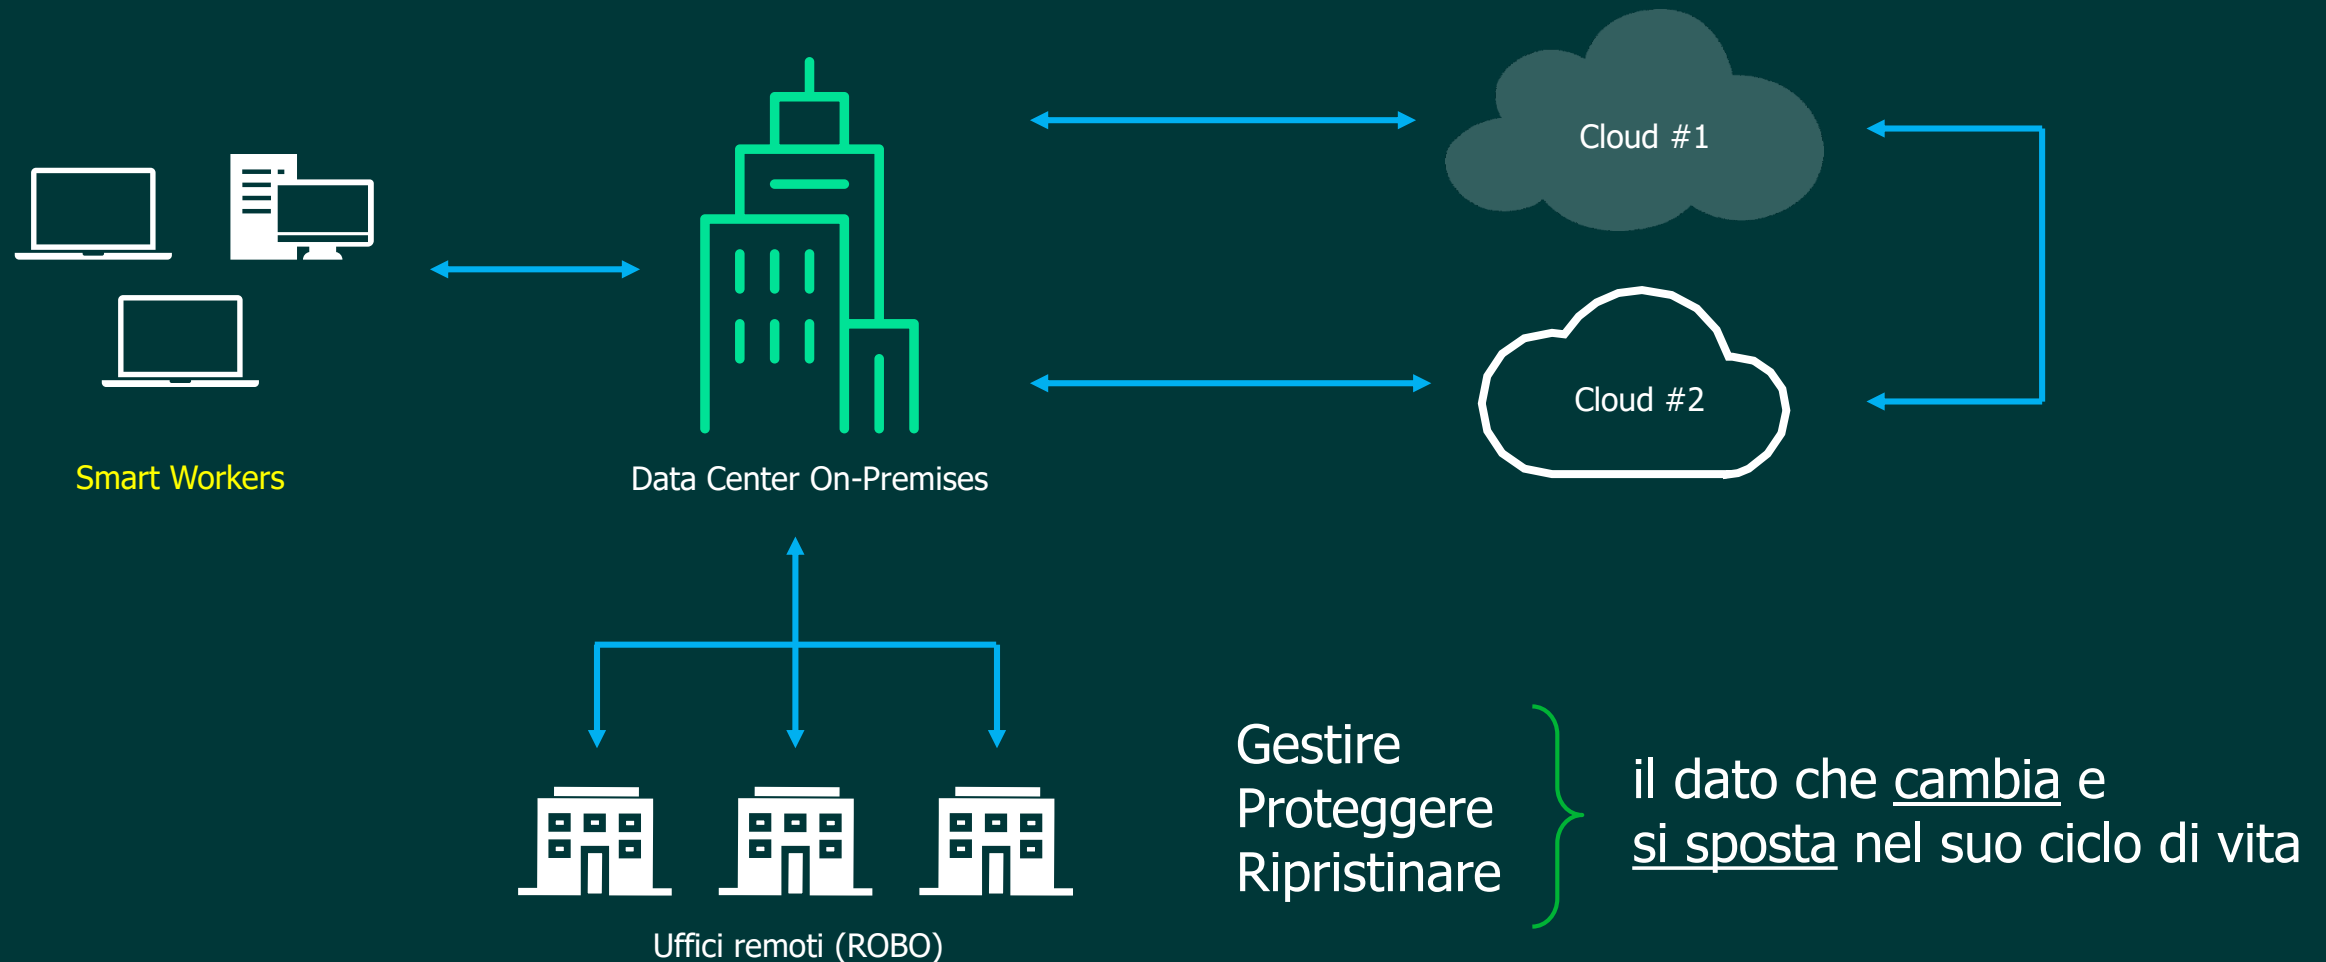 Cloud #1
Cloud #2
Smart Workers
Data Center On-Premises
Gestire
Proteggere
Ripristinare
il dato che cambia e
si sposta nel suo ciclo di vita
Uffici remoti (ROBO)